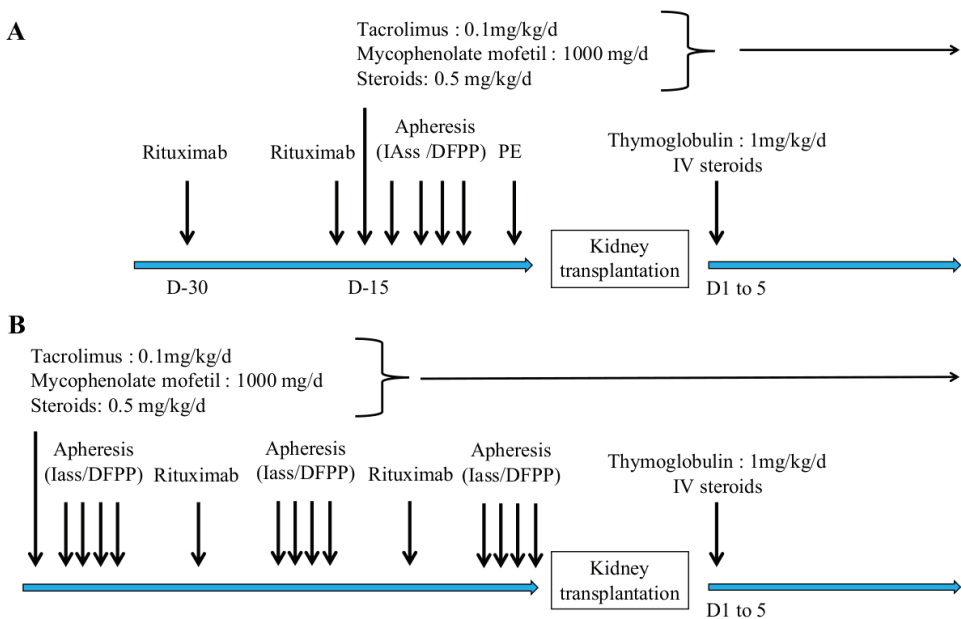 A
Tacrolimus : 0.1mg/kg/d
Mycophenolate mofetil : 1000 mg/d
Steroids: 0.5 mg/kg/d
Rituximab
Rituximab
Apheresis
(IAss /DFPP)
PE
Thymoglobulin : 1mg/kg/d
IV steroids
Kidney
transplantation
D-30
D-15
D1 to 5
B
Tacrolimus : 0.1mg/kg/d
Mycophenolate mofetil : 1000 mg/d
Steroids: 0.5 mg/kg/d
Apheresis
(Iass/DFPP)
Rituximab
Apheresis
(Iass/DFPP)
Rituximab
Apheresis
(Iass/DFPP)
Thymoglobulin : 1mg/kg/d
IV steroids
Kidney
transplantation
D1 to 5